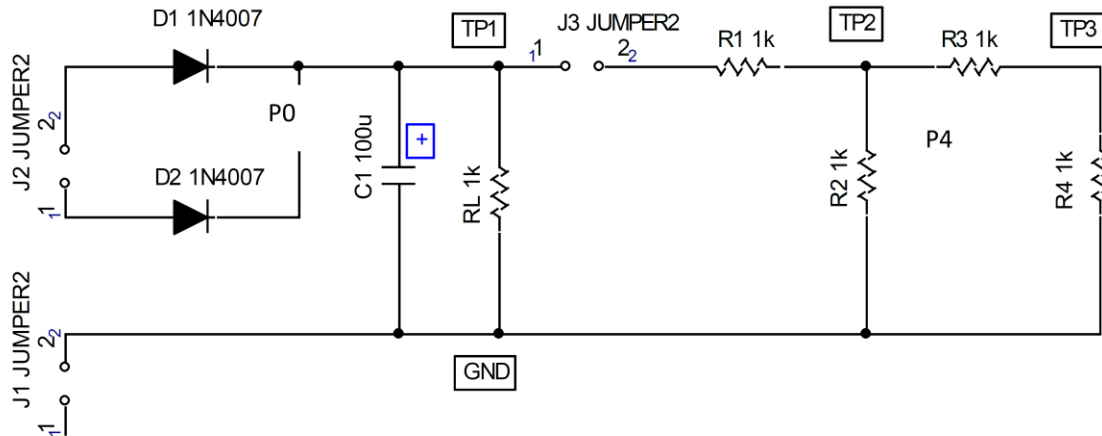 D1 1N4007
TP1
J3 JUMPER2
1
1
2
2
R1 1k
TP2
R3 1k
TP3
J2 JUMPER2
2
2
P0
C1 100u
+
P4
D2 1N4007
RL 1k
R2 1k
R4 1k
1
1
J1 JUMPER2
2
2
GND
1
1